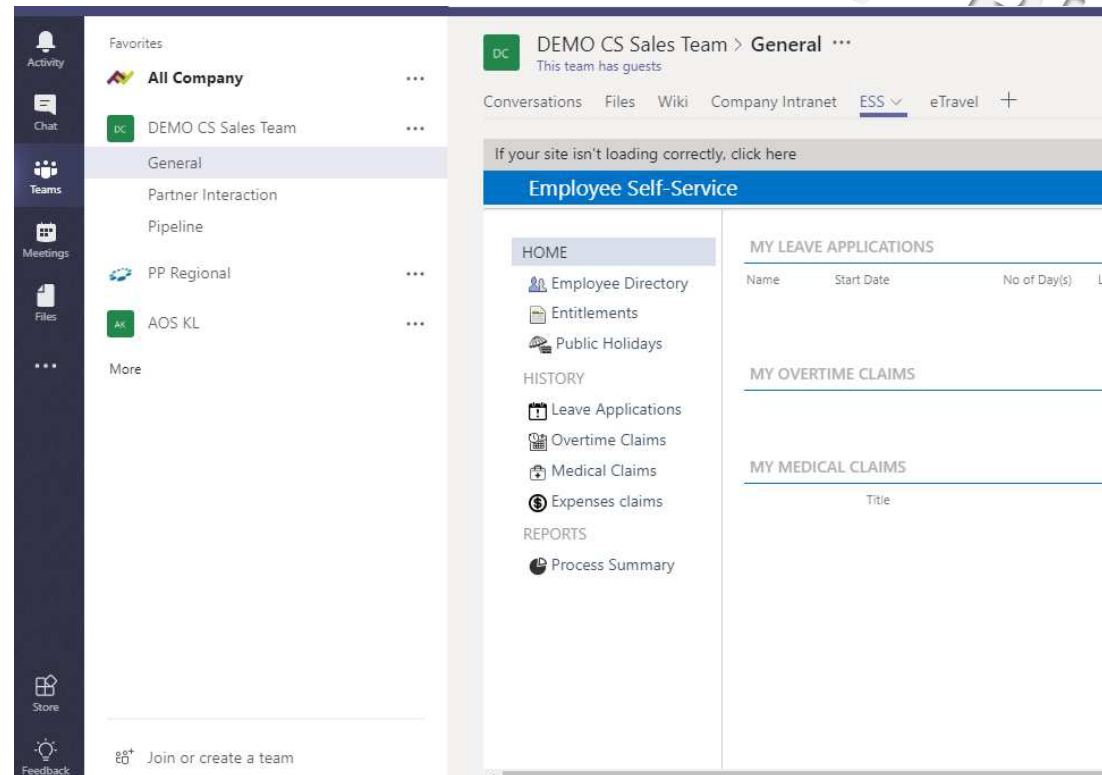 Activity
Chat
Teams
Meetings
Files
Store
Feedback
Favorites
All Company
DC
DEMO CS Sales Team
General
Partner Interaction
Pipeline
PP Regional
AK
AOS KL
More
Join or create a team
DC
DEMO CS Sales Team > General
This team has guests
Conversations Files Wiki Company Intranet ESS eTravel
If your site isn't loading correctly, click here
Employee Self-Service
HOME
Employee Directory
Entitlements
Public Holidays
HISTORY
Leave Applications
Overtime Claims
Medical Claims
Expenses claims
REPORTS
Process Summary
MY LEAVE APPLICATIONS
Name Start Date No of Day(s)
MY OVERTIME CLAIMS
MY MEDICAL CLAIMS
Title